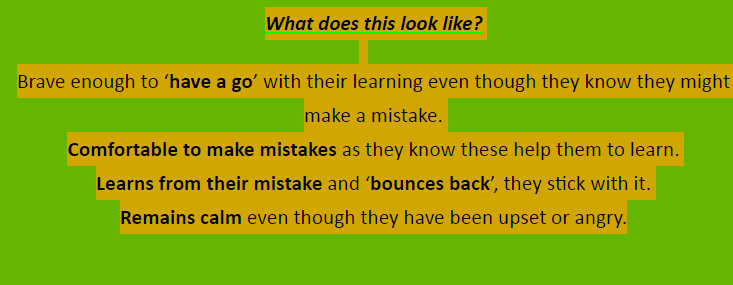 What does this look like?
Brave enough to ‘have a go’ with their learning even though they know they might
make a mistake.
Comfortable to make mistakes as they know these help them to learn.
Learns from their mistake and ‘bounces back’, they stick with it.
Remains calm even though they have been upset or angry.